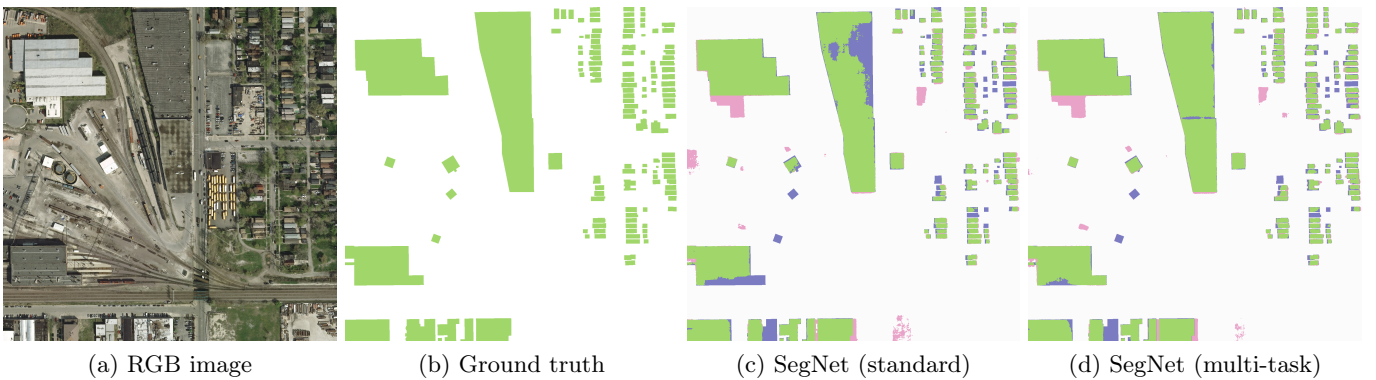 (a) RGB image
(b) Ground truth
(c) SegNet (standard)
(d) SegNet (multi-task)